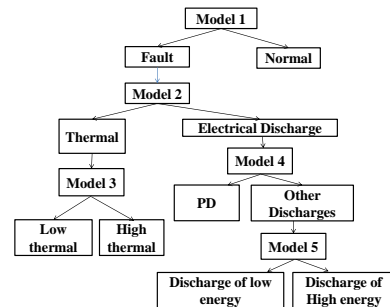 Model 1
Fault
Normal
Model 2
Thermal
Electrical Discharge
Model 3
Model 4
Low
thermal
High
thermal
PD
Other
Discharges
Model 5
Discharge of low
energy
Discharge of
High energy